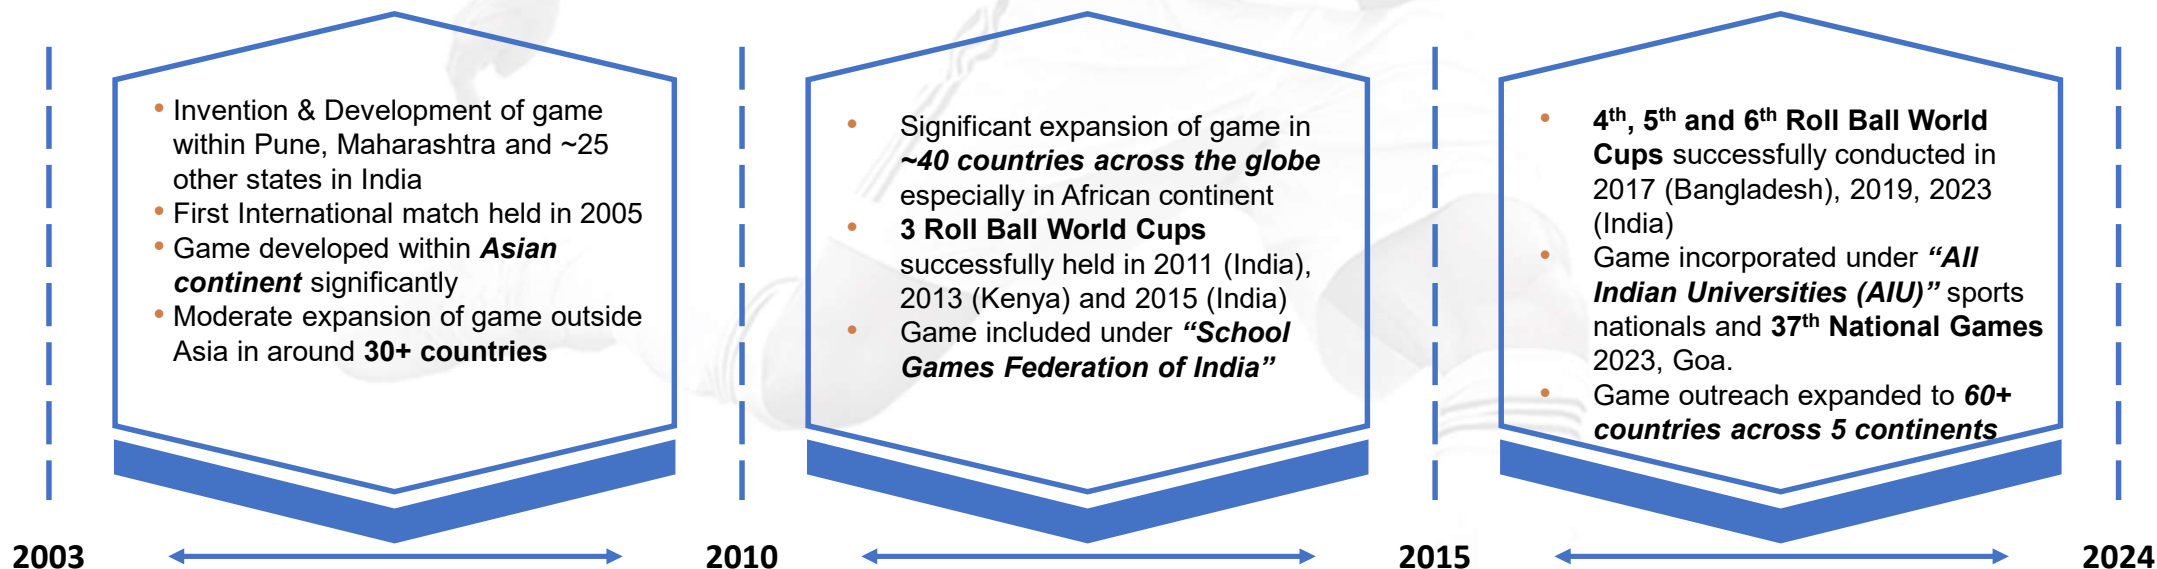 • Invention & Development of game
within Pune, Maharashtra and ~25
other states in India
• First International match held in 2005
• Game developed within Asian
continent significantly
• Moderate expansion of game outside
Asia in around 30+ countries
• Significant expansion of game in
~40 countries across the globe
especially in African continent
• 3 Roll Ball World Cups
successfully held in 2011 (India),
2013 (Kenya) and 2015 (India)
• Game included under “School
Games Federation of India”
• 4th, 5th and 6th Roll Ball World
Cups successfully conducted in
2017 (Bangladesh), 2019, 2023
(India)
• Game incorporated under “All
Indian Universities (AIU)” sports
nationals and 37th National Games
2023, Goa.
• Game outreach expanded to 60+
countries across 5 continents
2003
2010
2015
2024